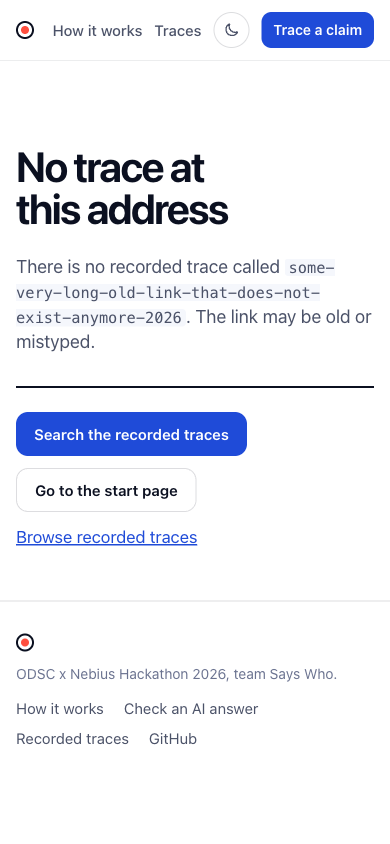 How it works Traces Trace a claim
No trace at
this address
There is no recorded trace called some-
very-long-old-link-that-does-not-
exist-anymore-2026. The link may be old or
mistyped.
Search the recorded traces
Go to the start page
Browse recorded traces
ODSC x Nebius Hackathon 2026, team Says Who.
How it works Check an AI answer
Recorded traces GitHub